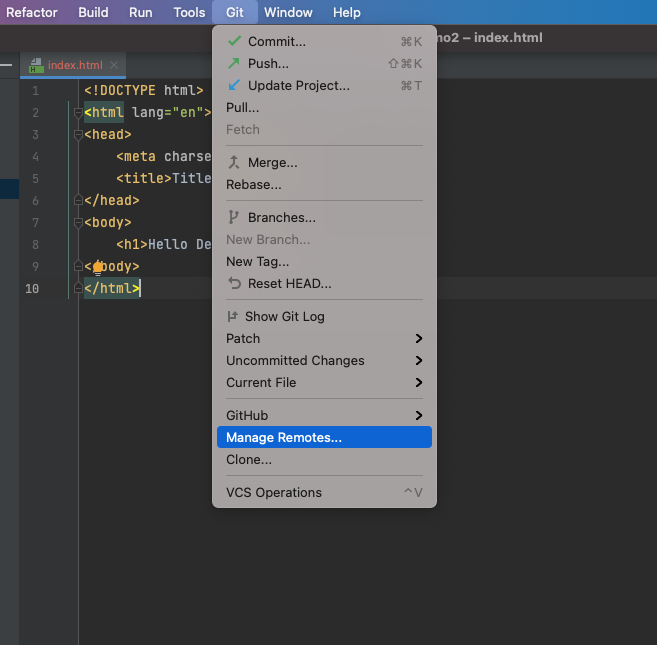 Refactor Build Run Tools Git Window Help
mo2 – index.html
index.html
1 <!DOCTYPE html>
2 <html lang="en">
3 <head>
4 <meta charse
5 <title>Title
6 </head>
7 <body>
8 <h1>Hello De
9 </body>
10 </html>
Commit... ⌘K
Push... ⇧⌘K
Update Project... ⌘T
Pull...
Fetch
Merge...
Rebase...
Branches...
New Branch...
New Tag...
Reset HEAD...
Show Git Log
Patch
Uncommitted Changes
Current File
GitHub
Manage Remotes...
Clone...
VCS Operations ^V